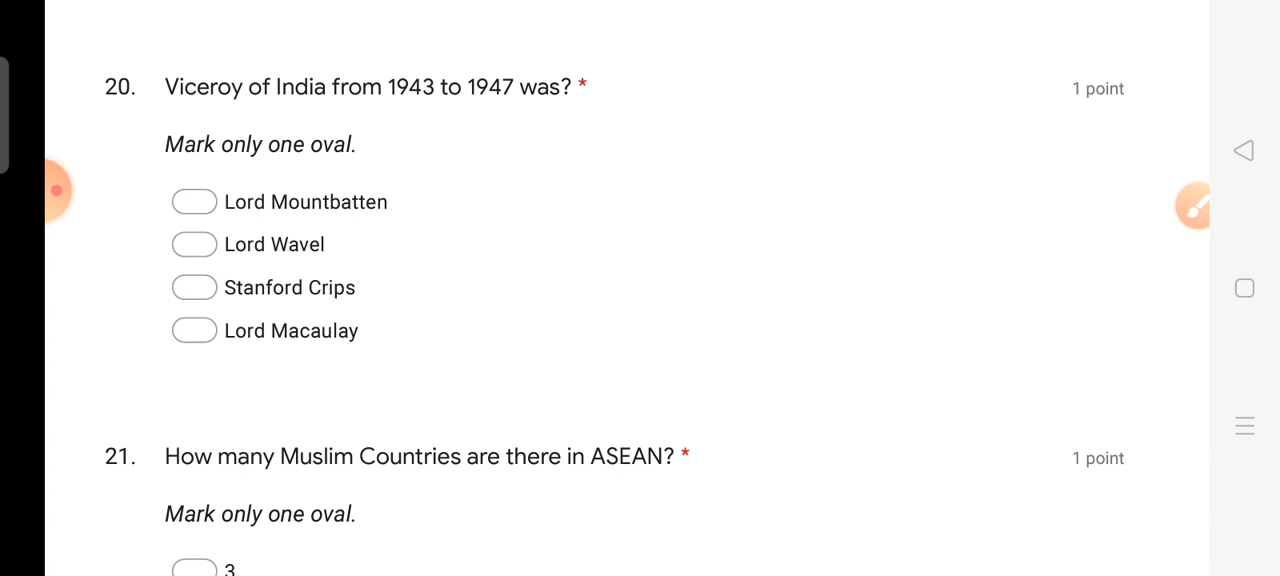 20. Viceroy of India from 1943 to 1947 was? * 1 point
Mark only one oval.
Lord Mountbatten
Lord Wavel
Stanford Crips
Lord Macaulay
21. How many Muslim Countries are there in ASEAN? * 1 point
Mark only one oval.
3